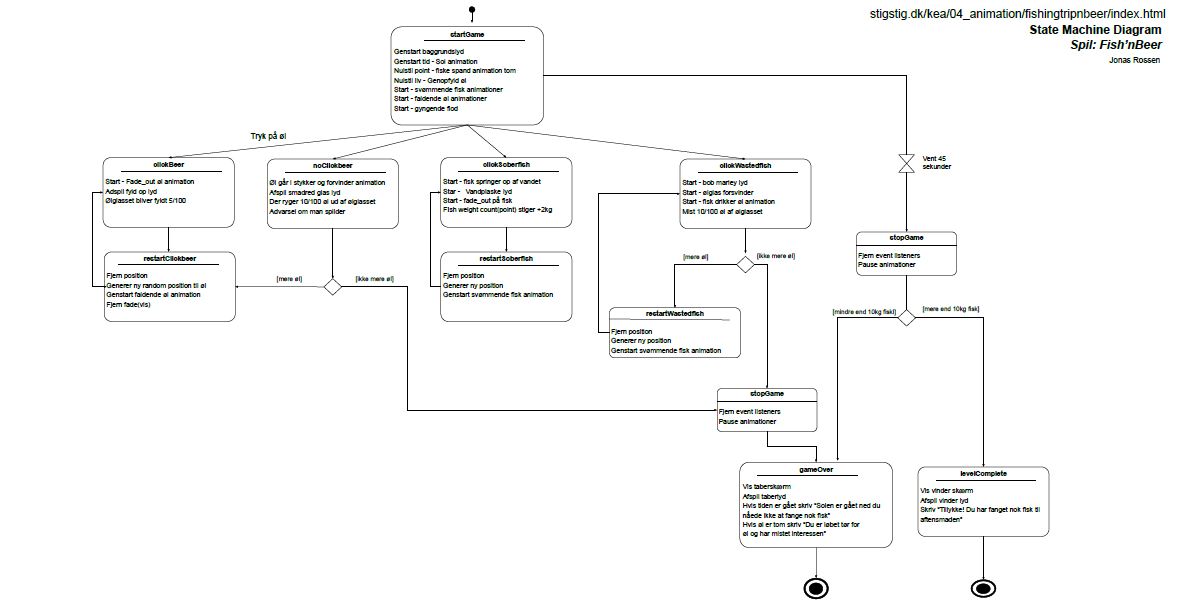 stigstig.dk/kea/04_animation/fishingtripnbeer/index.html
State Machine Diagram
Spil: Fish'nBeer
Jonas Rossen
startGame
Genstart baggrundslyd
Genstart tid - Sol animation
Nulstil point - fiske spand animation tom
Nulstil liv - Genopfyld øl
Start - svømmende fisk animationer
Start - faldende øl animationer
Start - gyngende flod
Tryk på øl
Vent 45
sekunder
clickBeer
Start - Fade_out øl animation
Adspil fyld op lyd
Ølglasset bliver fyldt 5/100
noClickbeer
Øl går i stykker og forvinder animation
Afspil smadred glas lyd
Der ryger 10/100 øl ud af ølglasset
Advarsel om man spilder
clickSoberfish
Start - fisk springer op af vandet
Star - Vandplaske lyd
Start - fade_out på fisk
Fish weight count(point) stiger +2kg
clickWastedfish
Start - bob marley lyd
Start - ølglas forsvinder
Start - fisk drikker øl animation
Mist 10/100 øl af ølglasset
stopGame
Fjern event listeners
Pause animationer
restartClickbeer
Fjern position
Generer ny random position til øl
Genstart faldende øl animation
Fjern fade(vis)
[mere øl]
[ikke mere øl]
restartSoberfish
Fjern position
Generer ny position
Genstart svømmende fisk animation
[mere øl]
[ikke mere øl]
restartWastedfish
Fjern position
Generer ny position
Genstart svømmende fisk animation
[mindre end 10kg fisk]
[mere end 10kg fisk]
stopGame
Fjern event listeners
Pause animationer
gameOver
Vis taberskærm
Afspil taberlyd
Hvis tiden er gået skriv "Solen er gået ned du
nåede ikke at fange nok fisk"
Hvis øl er tom skriv "Du er løbet tør for
øl og har mistet interessen"
levelComplete
Vis vinder skærm
Afspil vinder lyd
Skriv "Tillykke! Du har fanget nok fisk til
aftensmaden"